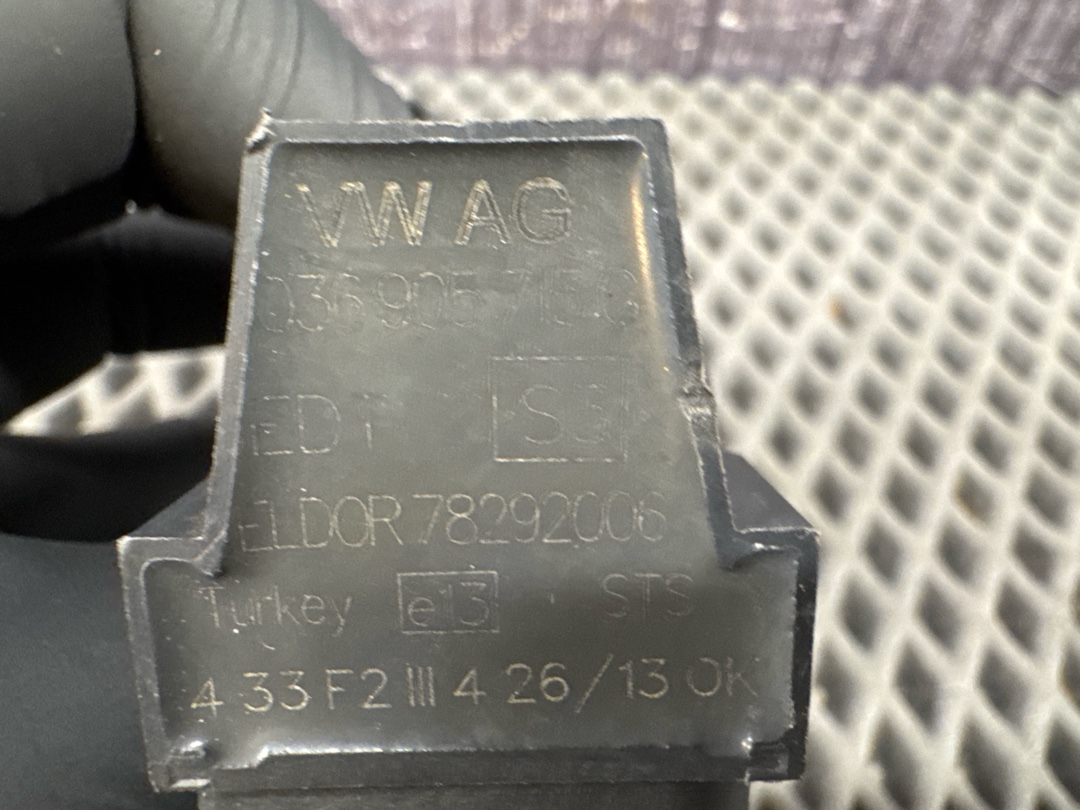 VW AG
036 905 715 G
EDT S3
ELDOR 78292006
Turkey e13 STS
4 33 F2 III 4 26/13 OK